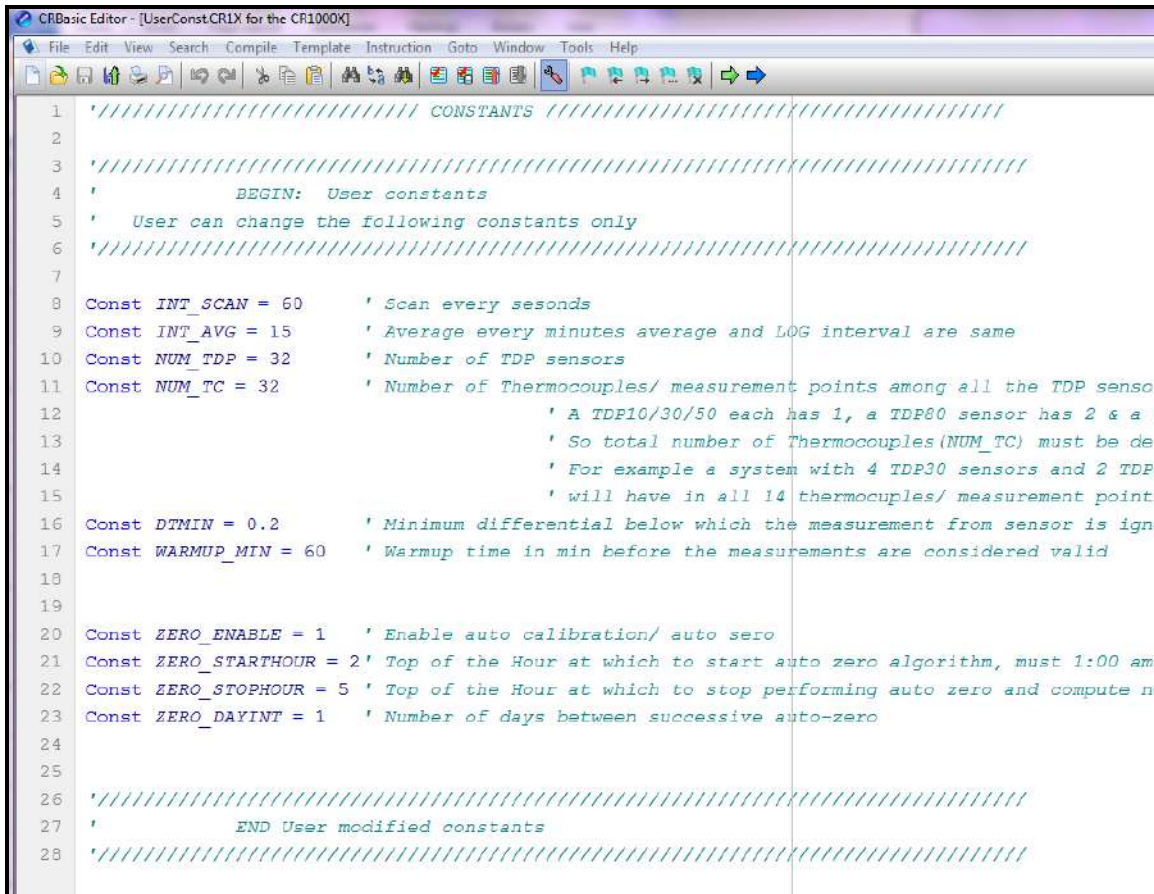 CRBasic Editor - [UserConst.CR1X for the CR1000X]
File Edit View Search Compile Template Instruction Goto Window Tools Help
1 '//////////////////////////// CONSTANTS ////////////////////////////////////////
2
3 '//////////////////////////////////////////////////////////////////////////////////
4 ' BEGIN: User constants
5 ' User can change the following constants only
6 '//////////////////////////////////////////////////////////////////////////////////
7
8 Const INT_SCAN = 60 ' Scan every sesonds
9 Const INT_AVG = 15 ' Average every minutes average and LOG interval are same
10 Const NUM_TDP = 32 ' Number of TDP sensors
11 Const NUM_TC = 32 ' Number of Thermocouples/ measurement points among all the TDP senso
12 ' A TDP10/30/50 each has 1, a TDP80 sensor has 2 & a
13 ' So total number of Thermocouples(NUM_TC) must be de
14 ' For example a system with 4 TDP30 sensors and 2 TDP
15 ' will have in all 14 thermocuples/ measurement point
16 Const DTMIN = 0.2 ' Minimum differential below which the measurement from sensor is ign
17 Const WARMUP_MIN = 60 ' Warmup time in min before the measurements are considered valid
18
19
20 Const ZERO_ENABLE = 1 ' Enable auto calibration/ auto sero
21 Const ZERO_STARTHOUR = 2' Top of the Hour at which to start auto zero algorithm, must 1:00 am
22 Const ZERO_STOPHOUR = 5 ' Top of the Hour at which to stop performing auto zero and compute n
23 Const ZERO_DAYINT = 1 ' Number of days between successive auto-zero
24
25
26 '//////////////////////////////////////////////////////////////////////////////////
27 ' END User modified constants
28 '//////////////////////////////////////////////////////////////////////////////////